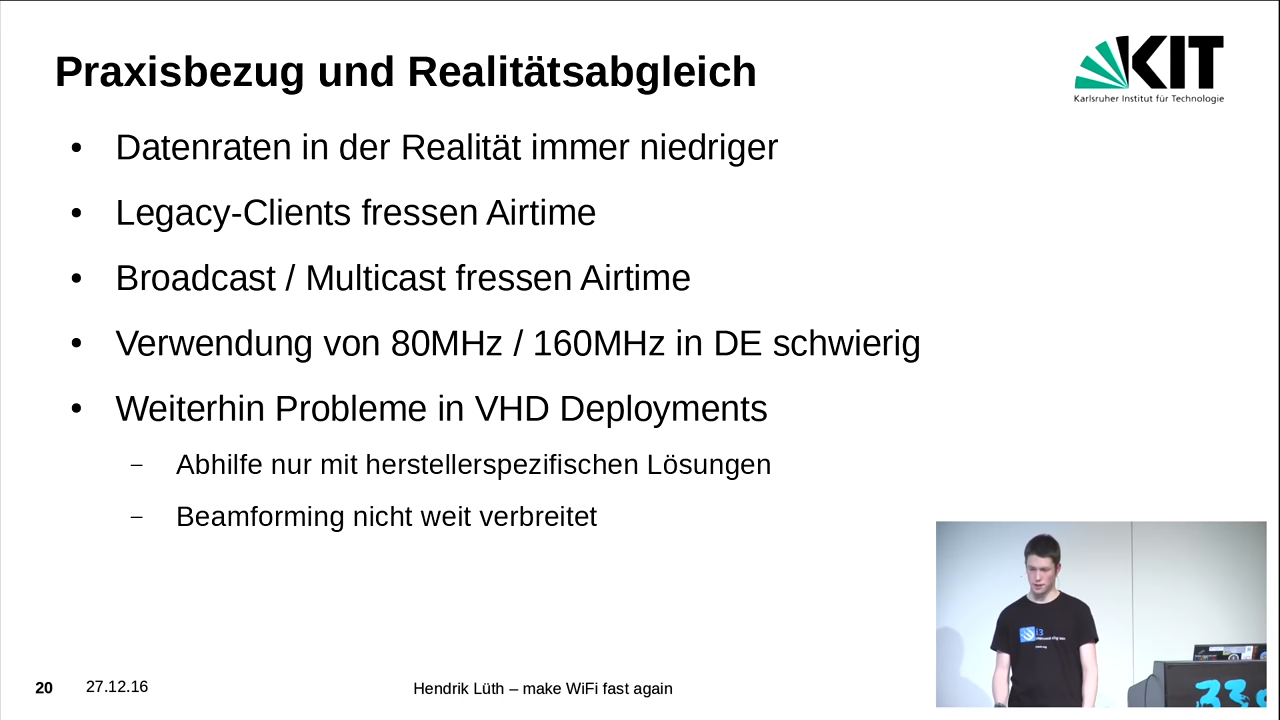 Praxisbezug und Realitätsabgleich
KIT
Karlsruher Institut für Technologie
• Datenraten in der Realität immer niedriger
• Legacy-Clients fressen Airtime
• Broadcast / Multicast fressen Airtime
• Verwendung von 80MHz / 160MHz in DE schwierig
• Weiterhin Probleme in VHD Deployments
– Abhilfe nur mit herstellerspezifischen Lösungen
– Beamforming nicht weit verbreitet
i3
20
27.12.16
Hendrik Lüth – make WiFi fast again